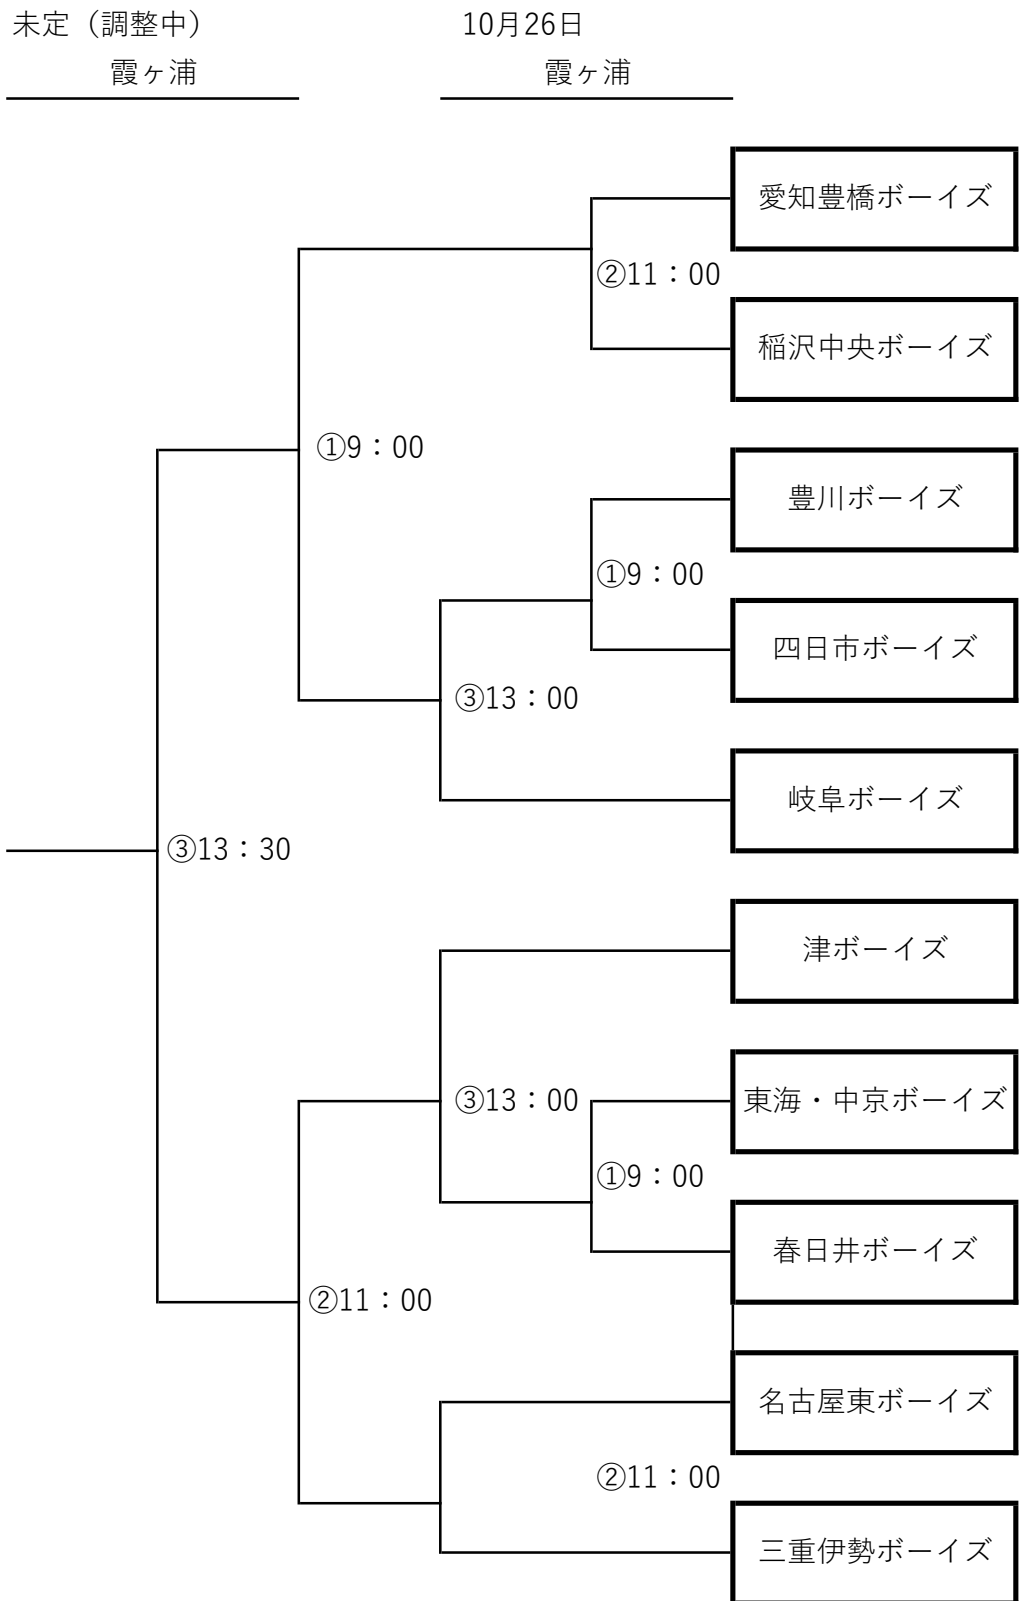 未定（調整中）
10月26日
霞ヶ浦
霞ヶ浦
愛知豊橋ボーイズ
②11：00
稲沢中央ボーイズ
①9：00
豊川ボーイズ
①9：00
四日市ボーイズ
③13：00
岐阜ボーイズ
③13：30
津ボーイズ
③13：00
東海・中京ボーイズ
①9：00
春日井ボーイズ
②11：00
名古屋東ボーイズ
②11：00
三重伊勢ボーイズ